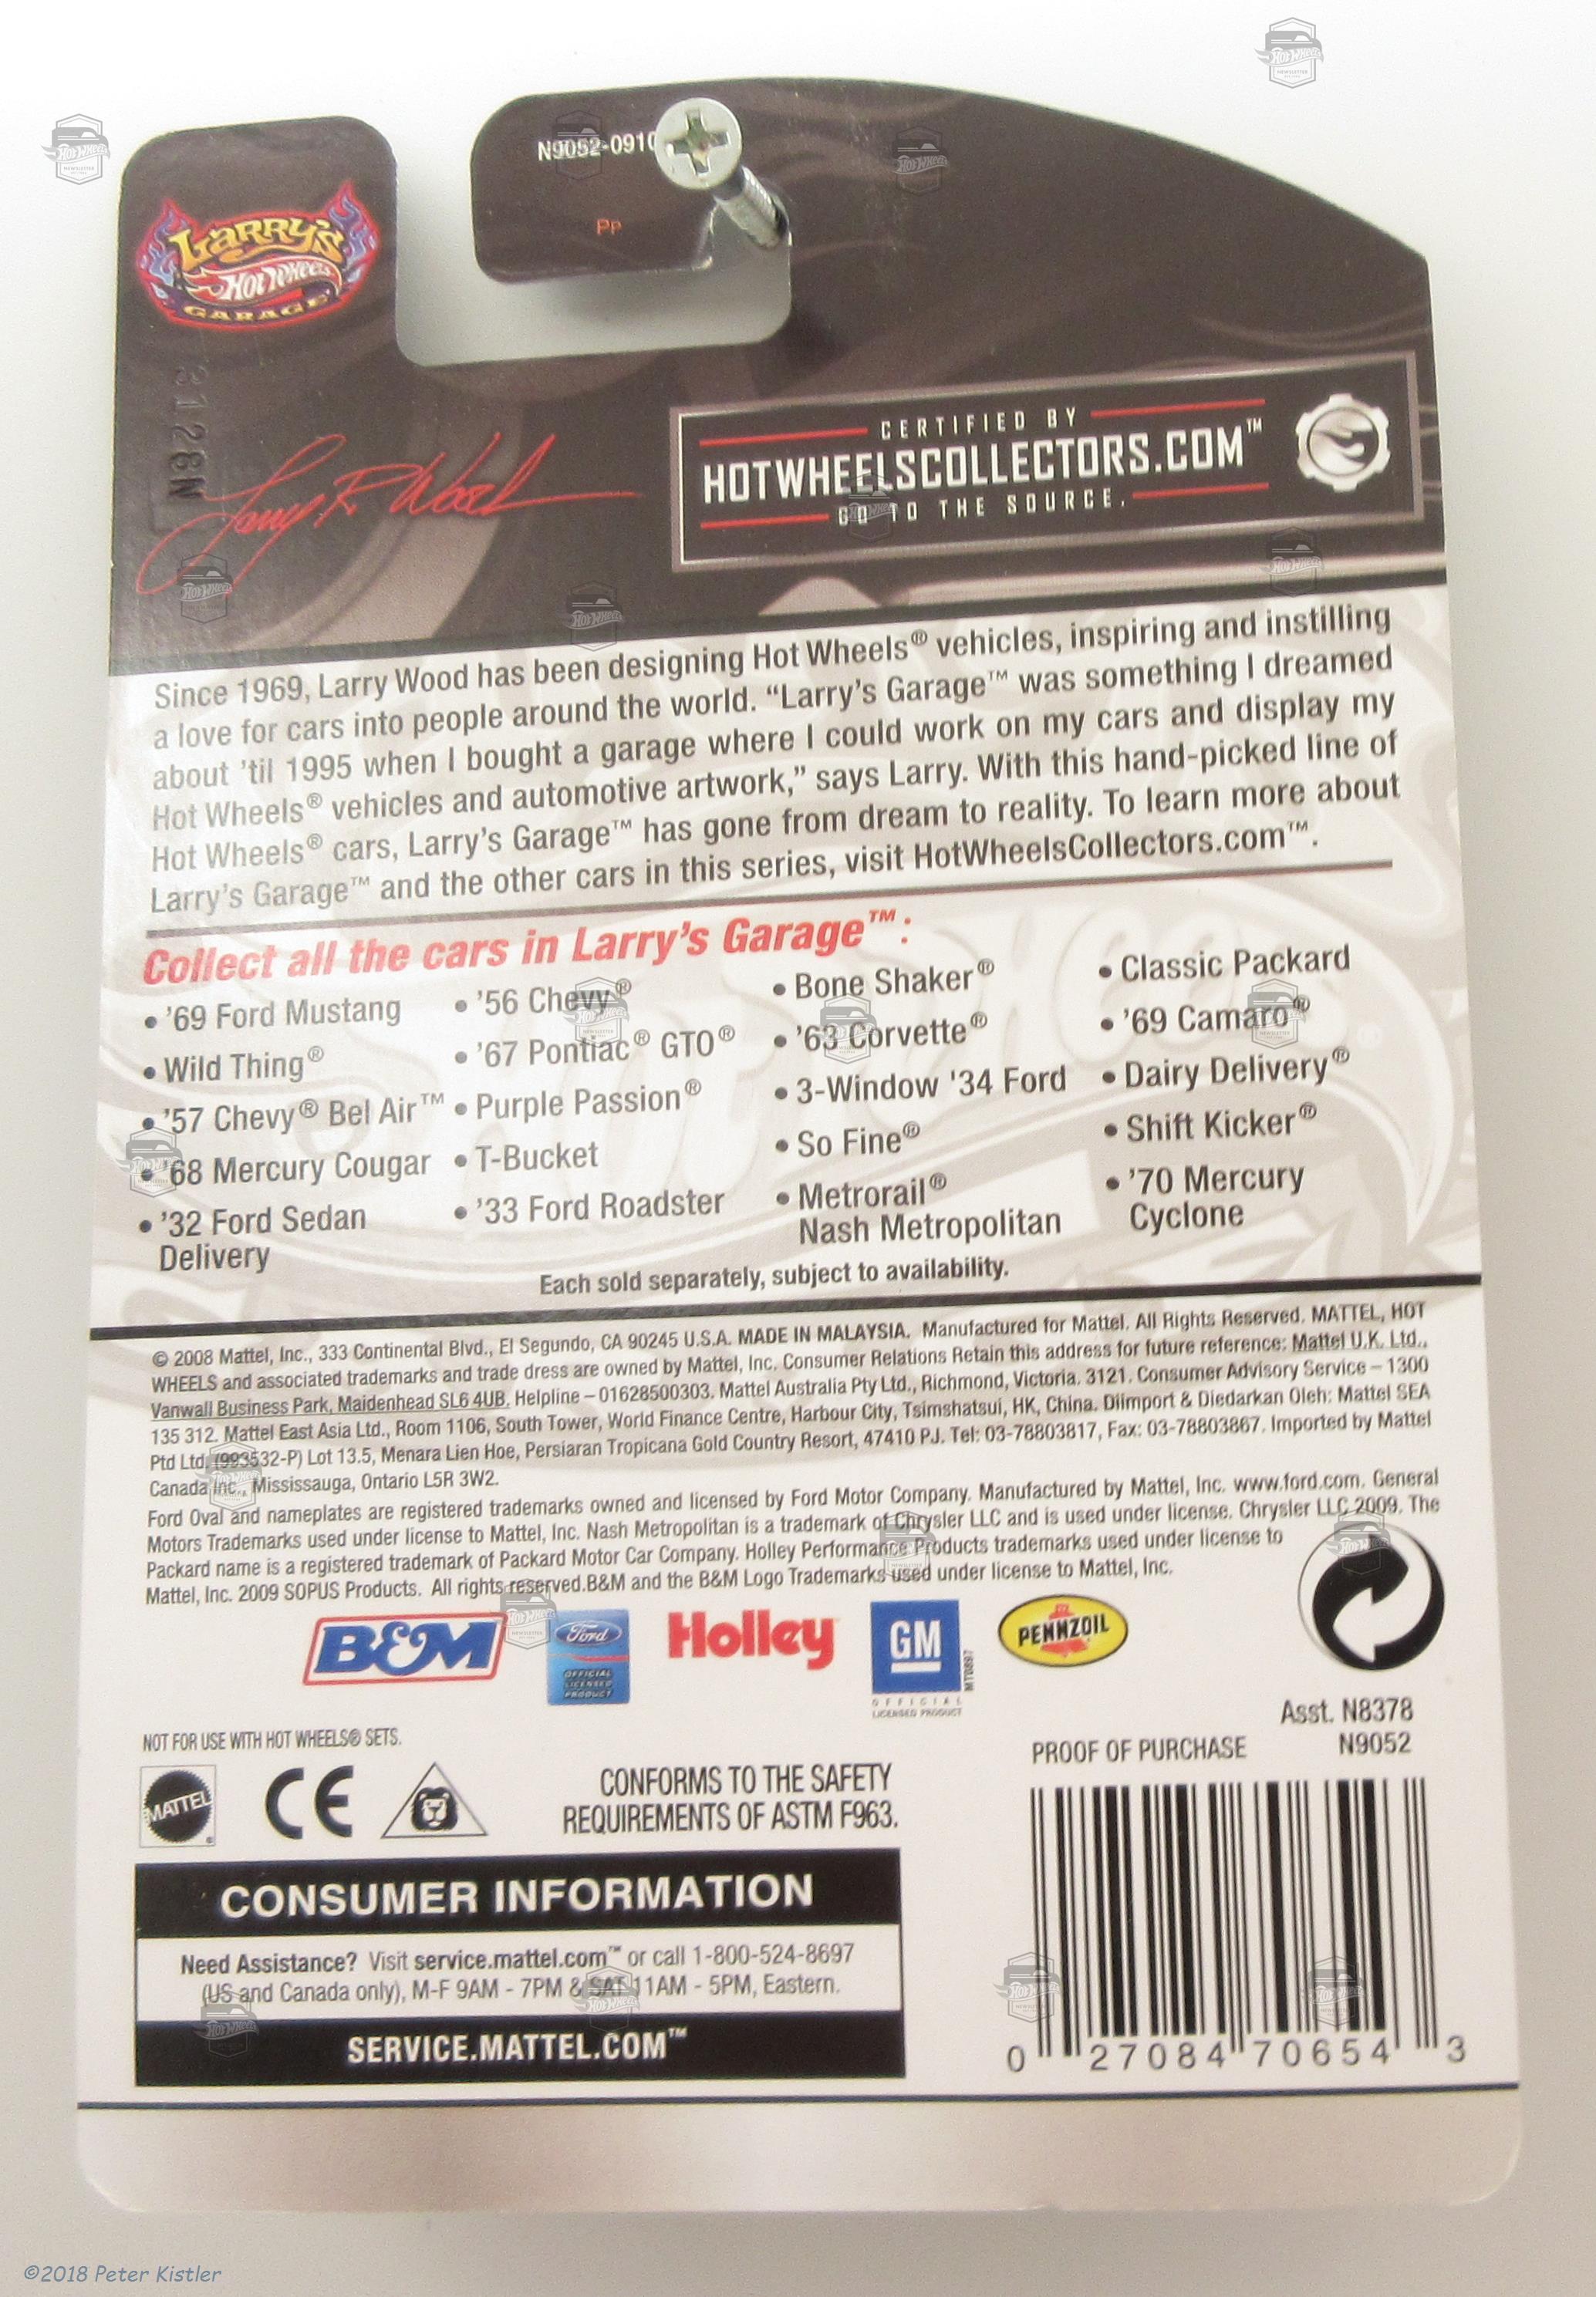 N9052-0910
Pp
LARRY'S
Hot Wheels
GARAGE
3128N
Larry R Wood
CERTIFIED BY
HOTWHEELSCOLLECTORS.COM™
GO TO THE SOURCE.
Since 1969, Larry Wood has been designing Hot Wheels® vehicles, inspiring and instilling
a love for cars into people around the world. “Larry’s Garage™ was something I dreamed
about ’til 1995 when I bought a garage where I could work on my cars and display my
Hot Wheels® vehicles and automotive artwork,” says Larry. With this hand-picked line of
Hot Wheels® cars, Larry’s Garage™ has gone from dream to reality. To learn more about
Larry’s Garage™ and the other cars in this series, visit HotWheelsCollectors.com™.
Collect all the cars in Larry’s Garage™:
• ’69 Ford Mustang
• Wild Thing®
• ’57 Chevy® Bel Air™
• ’68 Mercury Cougar
• ’32 Ford Sedan
Delivery
• ’56 Chevy®
• ’67 Pontiac® GTO®
• Purple Passion®
• T-Bucket
• ’33 Ford Roadster
• Bone Shaker®
• ’63 Corvette®
• 3-Window '34 Ford
• So Fine®
• Metrorail®
Nash Metropolitan
• Classic Packard
• ’69 Camaro®
• Dairy Delivery®
• Shift Kicker®
• ’70 Mercury
Cyclone
Each sold separately, subject to availability.
© 2008 Mattel, Inc., 333 Continental Blvd., El Segundo, CA 90245 U.S.A. MADE IN MALAYSIA. Manufactured for Mattel. All Rights Reserved. MATTEL, HOT
WHEELS and associated trademarks and trade dress are owned by Mattel, Inc. Consumer Relations Retain this address for future reference: Mattel U.K. Ltd.,
Vanwall Business Park, Maidenhead SL6 4UB. Helpline – 01628500303. Mattel Australia Pty Ltd., Richmond, Victoria. 3121. Consumer Advisory Service – 1300
135 312. Mattel East Asia Ltd., Room 1106, South Tower, World Finance Centre, Harbour City, Tsimshatsui, HK, China. Diimport & Diedarkan Oleh: Mattel SEA
Ptd Ltd. (993532-P) Lot 13.5, Menara Lien Hoe, Persiaran Tropicana Gold Country Resort, 47410 PJ. Tel: 03-78803817, Fax: 03-78803867. Imported by Mattel
Canada Inc., Mississauga, Ontario L5R 3W2.
Ford Oval and nameplates are registered trademarks owned and licensed by Ford Motor Company. Manufactured by Mattel, Inc. www.ford.com. General
Motors Trademarks used under license to Mattel, Inc. Nash Metropolitan is a trademark of Chrysler LLC and is used under license. Chrysler LLC 2009. The
Packard name is a registered trademark of Packard Motor Car Company. Holley Performance Products trademarks used under license to
Mattel, Inc. 2009 SOPUS Products. All rights reserved.B&M and the B&M Logo Trademarks used under license to Mattel, Inc.
B&M
Ford
OFFICIAL
LICENSED
PRODUCT
Holley
GM
OFFICIAL
LICENSED PRODUCT
MT0897
PENNZOIL
NOT FOR USE WITH HOT WHEELS® SETS.
MATTEL
CE
CONFORMS TO THE SAFETY
REQUIREMENTS OF ASTM F963.
Asst. N8378
N9052
PROOF OF PURCHASE
CONSUMER INFORMATION
Need Assistance? Visit service.mattel.com™ or call 1-800-524-8697
(US and Canada only), M-F 9AM - 7PM & SAT 11AM - 5PM, Eastern.
SERVICE.MATTEL.COM™
0 27084 70654 3
©2018 Peter Kistler